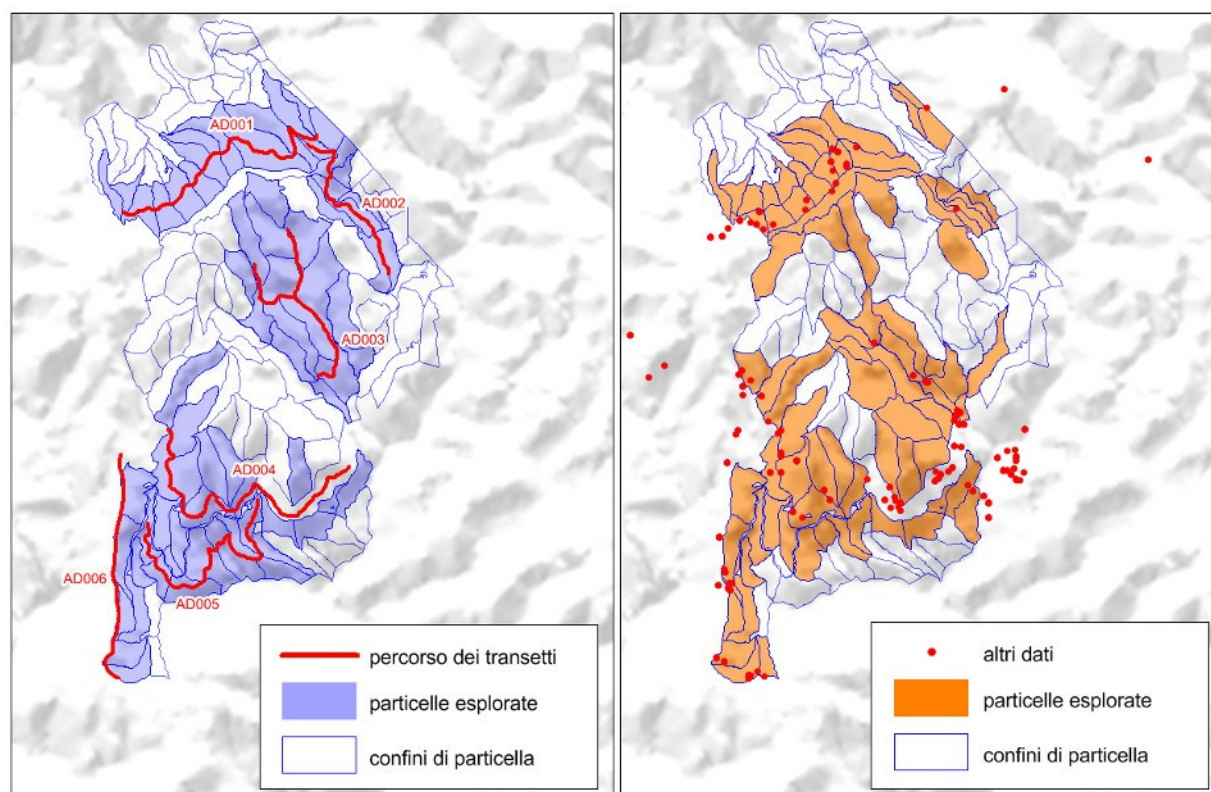 AD001
AD002
AD003
AD004
AD006
AD005
percorso dei transetti
particelle esplorate
confini di particella
altri dati
particelle esplorate
confini di particella